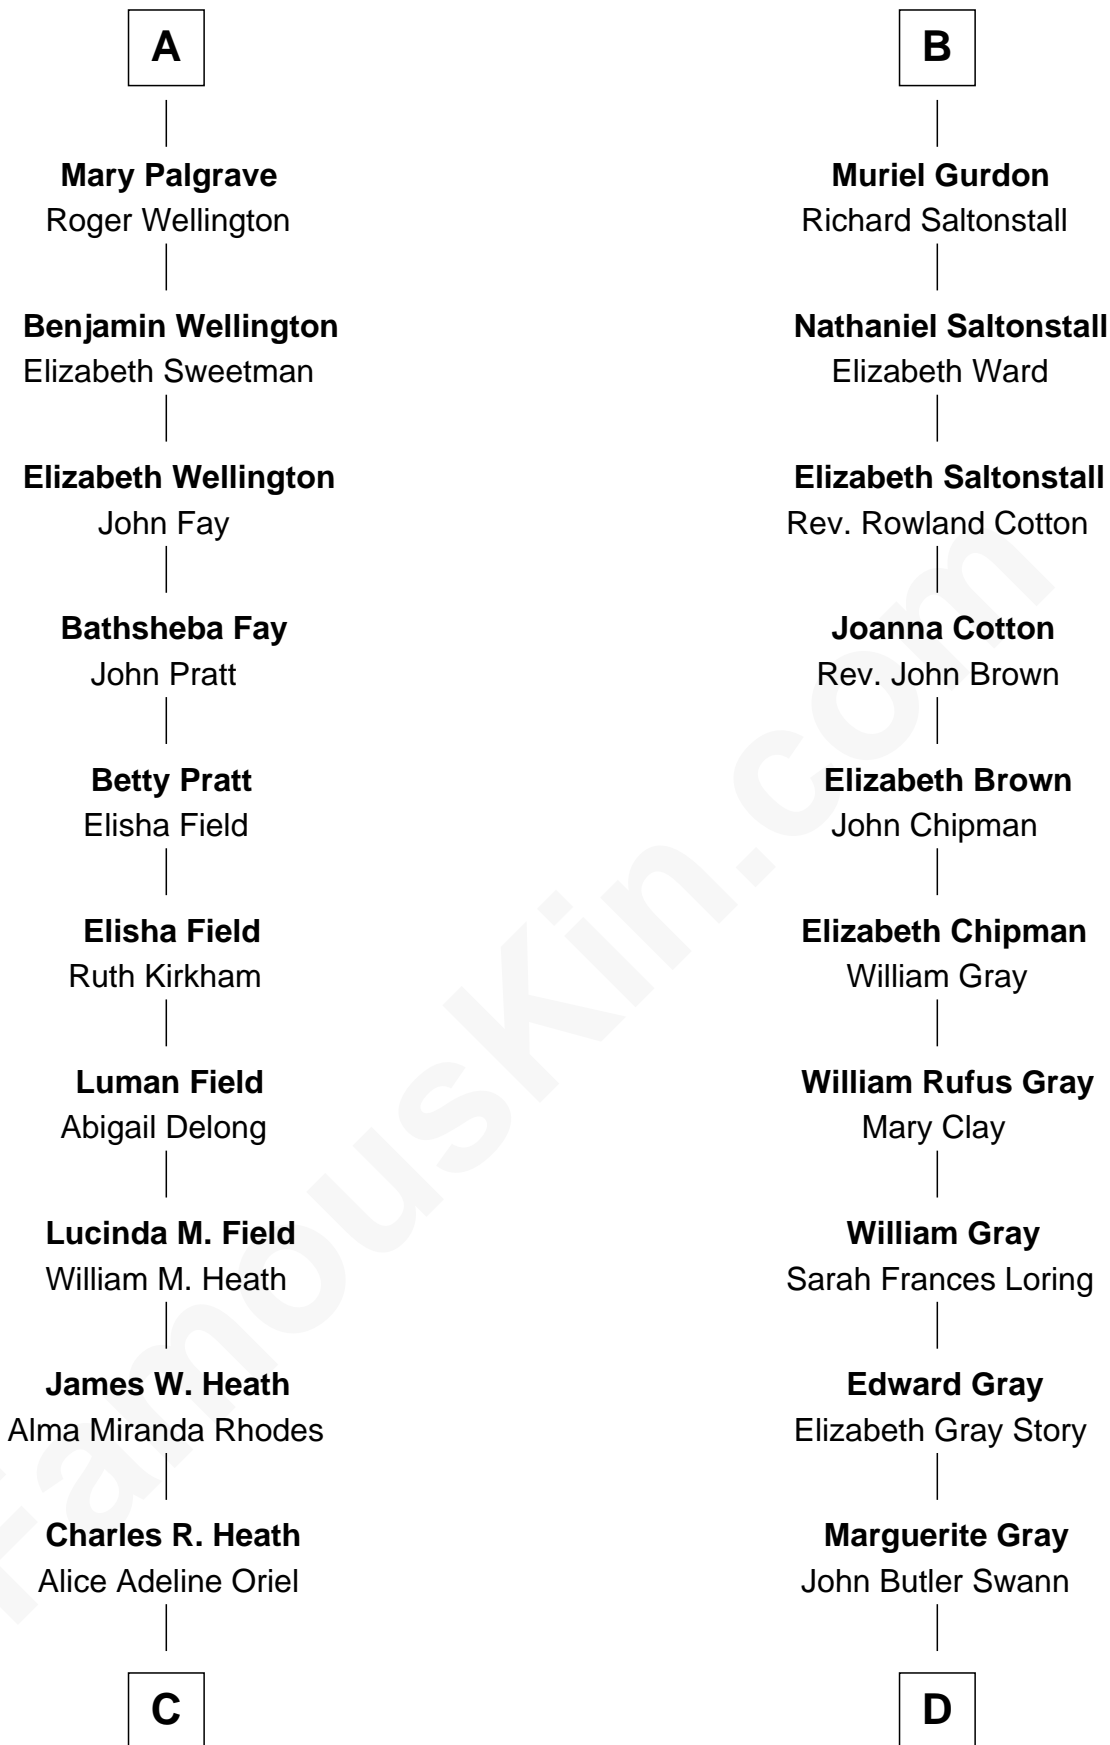 A
Mary Palgrave
Roger Wellington
Benjamin Wellington
Elizabeth Sweetman
Elizabeth Wellington
John Fay
Bathsheba Fay
John Pratt
Betty Pratt
Elisha Field
Elisha Field
Ruth Kirkham
Luman Field
Abigail Delong
Lucinda M. Field
William M. Heath
James W. Heath
Alma Miranda Rhodes
Charles R. Heath
Alice Adeline Oriel
C
B
Muriel Gurdon
Richard Saltonstall
Nathaniel Saltonstall
Elizabeth Ward
Elizabeth Saltonstall
Rev. Rowland Cotton
Joanna Cotton
Rev. John Brown
Elizabeth Brown
John Chipman
Elizabeth Chipman
William Gray
William Rufus Gray
Mary Clay
William Gray
Sarah Frances Loring
Edward Gray
Elizabeth Gray Story
Marguerite Gray
John Butler Swann
D
FamousKin.com